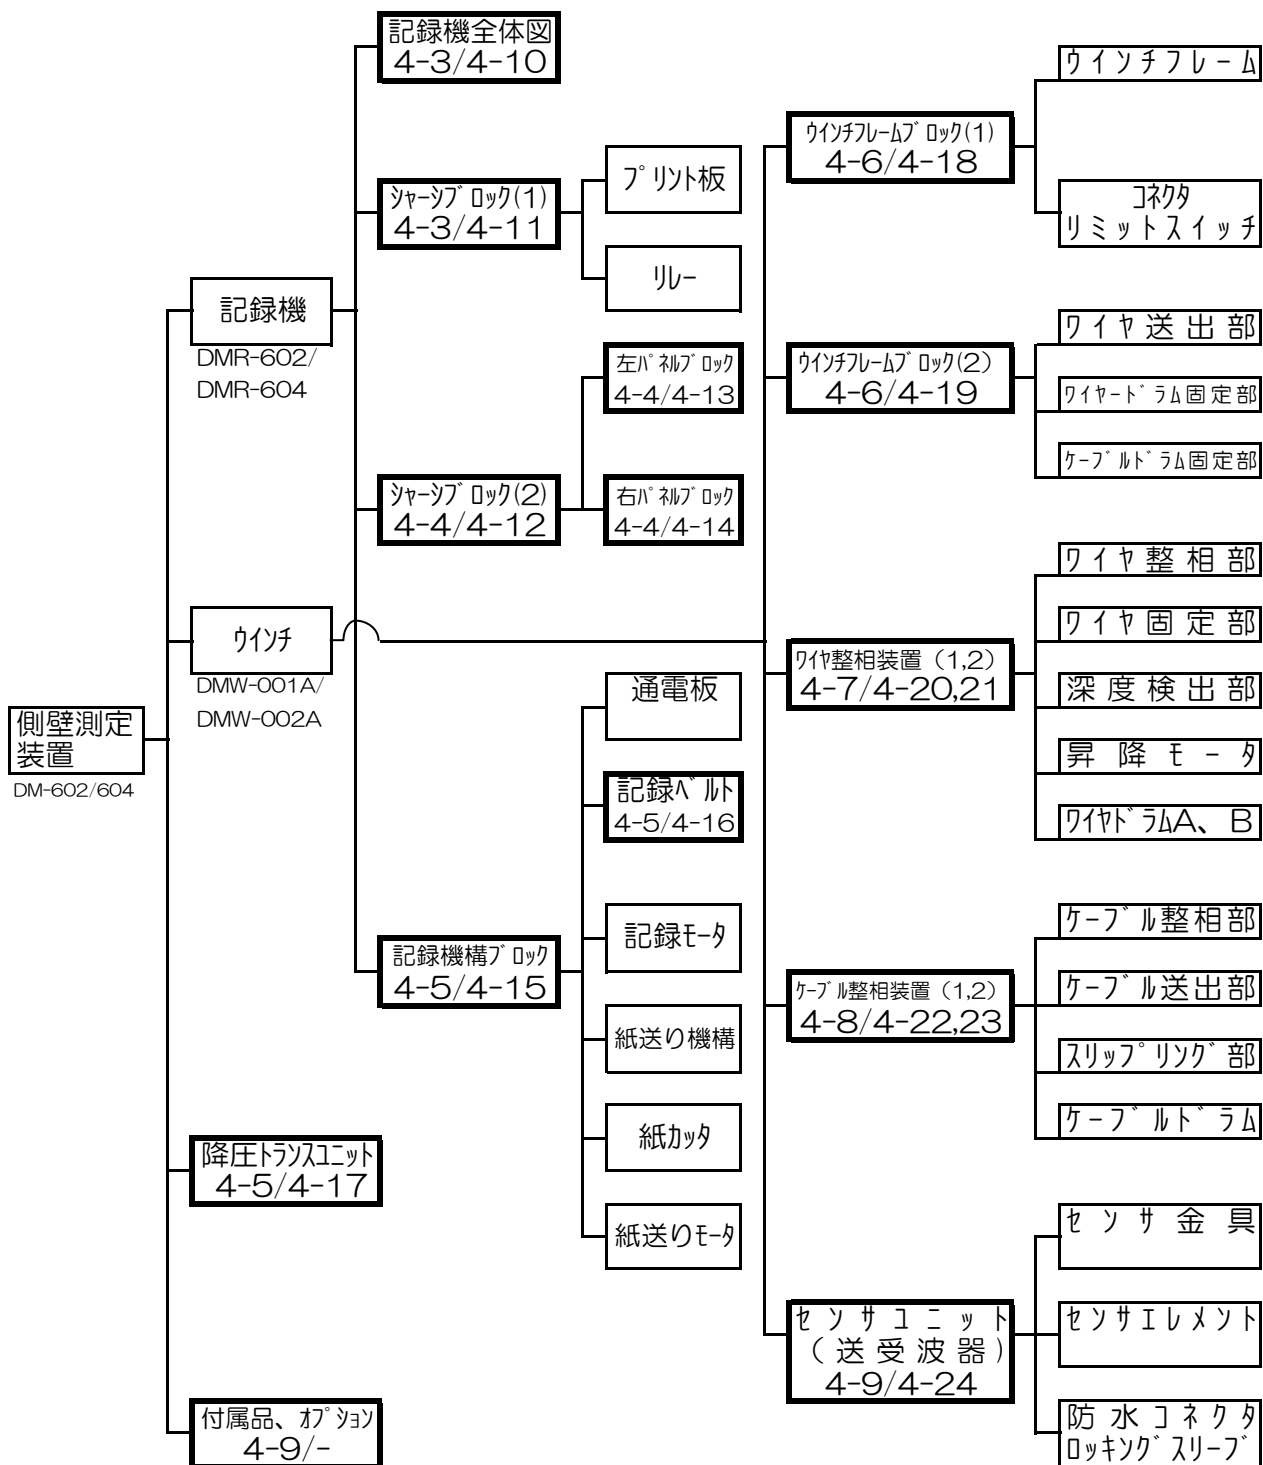 側壁測定
装置
DM-602/604
記録機
DMR-602/
DMR-604
ウインチ
DMW-001A/
DMW-002A
降圧トランスユニット
4-5/4-17
付属品、オプション
4-9/-
記録機全体図
4-3/4-10
シャーシブロック(1)
4-3/4-11
シャーシブロック(2)
4-4/4-12
記録機構ブロック
4-5/4-15
プリント板
リレー
左パネルブロック
4-4/4-13
右パネルブロック
4-4/4-14
通電板
記録ベルト
4-5/4-16
記録モータ
紙送り機構
紙カッタ
紙送りモータ
ウインチフレームブロック(1)
4-6/4-18
ウインチフレームブロック(2)
4-6/4-19
ワイヤ整相装置(1,2)
4-7/4-20,21
ケーブル整相装置(1,2)
4-8/4-22,23
センサユニット
(送受波器)
4-9/4-24
ウインチフレーム
コネクタ
リミットスイッチ
ワイヤ送出部
ワイヤードラム固定部
ケーブルドラム固定部
ワイヤ整相部
ワイヤ固定部
深度検出部
昇降モータ
ワイヤドラムA、B
ケーブル整相部
ケーブル送出部
スリップリング部
ケーブルドラム
センサ金具
センサエレメント
防水コネクタ
ロッキングスリーブ